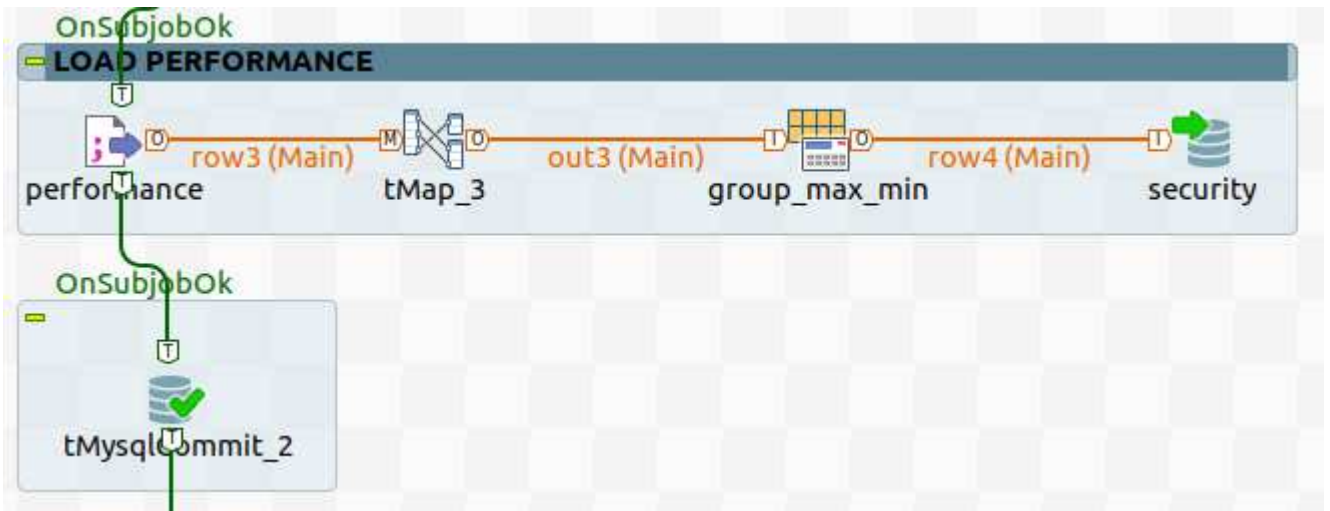 OnSubjobOk
LOAD PERFORMANCE
T
O
row3 (Main)
M
O
out3 (Main)
I
O
row4 (Main)
I
performance
tMap_3
group_max_min
security
T
OnSubjobOk
T
tMysqlCommit_2
T